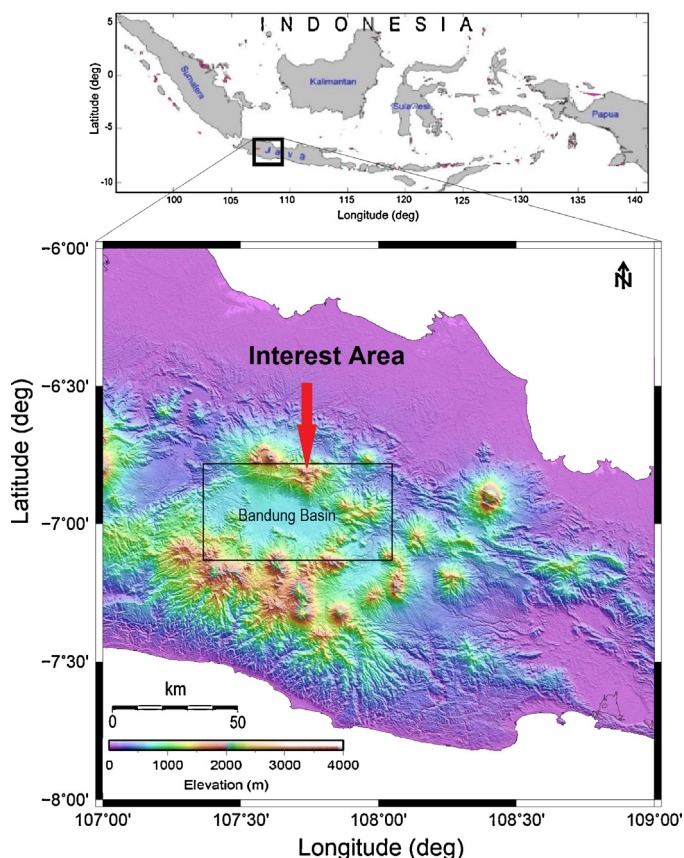 I N D O N E S I A
5
0
-5
-10
Latitude (deg)
Sumatera
Kalimantan
Sulawesi
Papua
J a v a
100
105
110
115
120
125
130
135
140
Longitude (deg)
-6°00'
-6°30'
-7°00'
-7°30'
-8°00'
Latitude (deg)
N
Interest Area
Bandung Basin
km
0 50
0 1000 2000 3000 4000
Elevation (m)
107°00' 107°30' 108°00' 108°30' 109°00'
Longitude (deg)